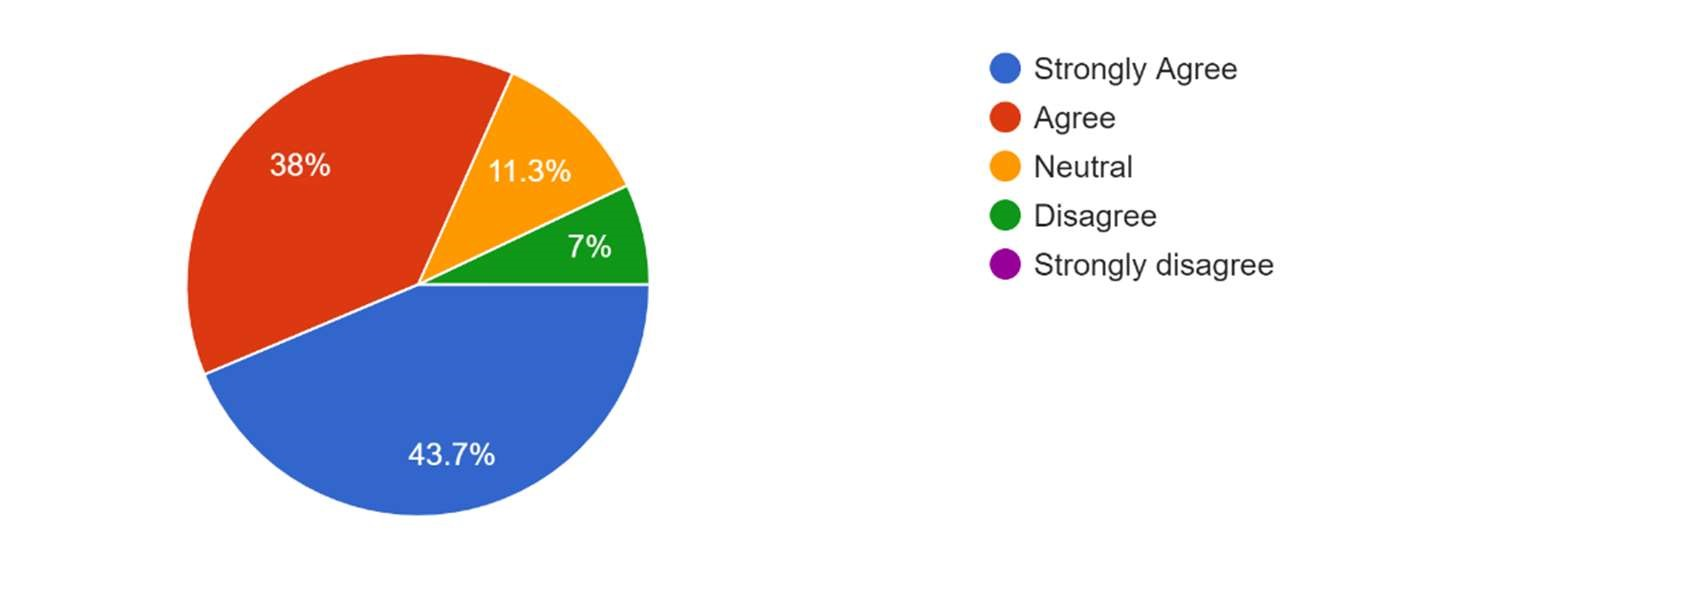 38%
11.3%
7%
43.7%
Strongly Agree
Agree
Neutral
Disagree
Strongly disagree